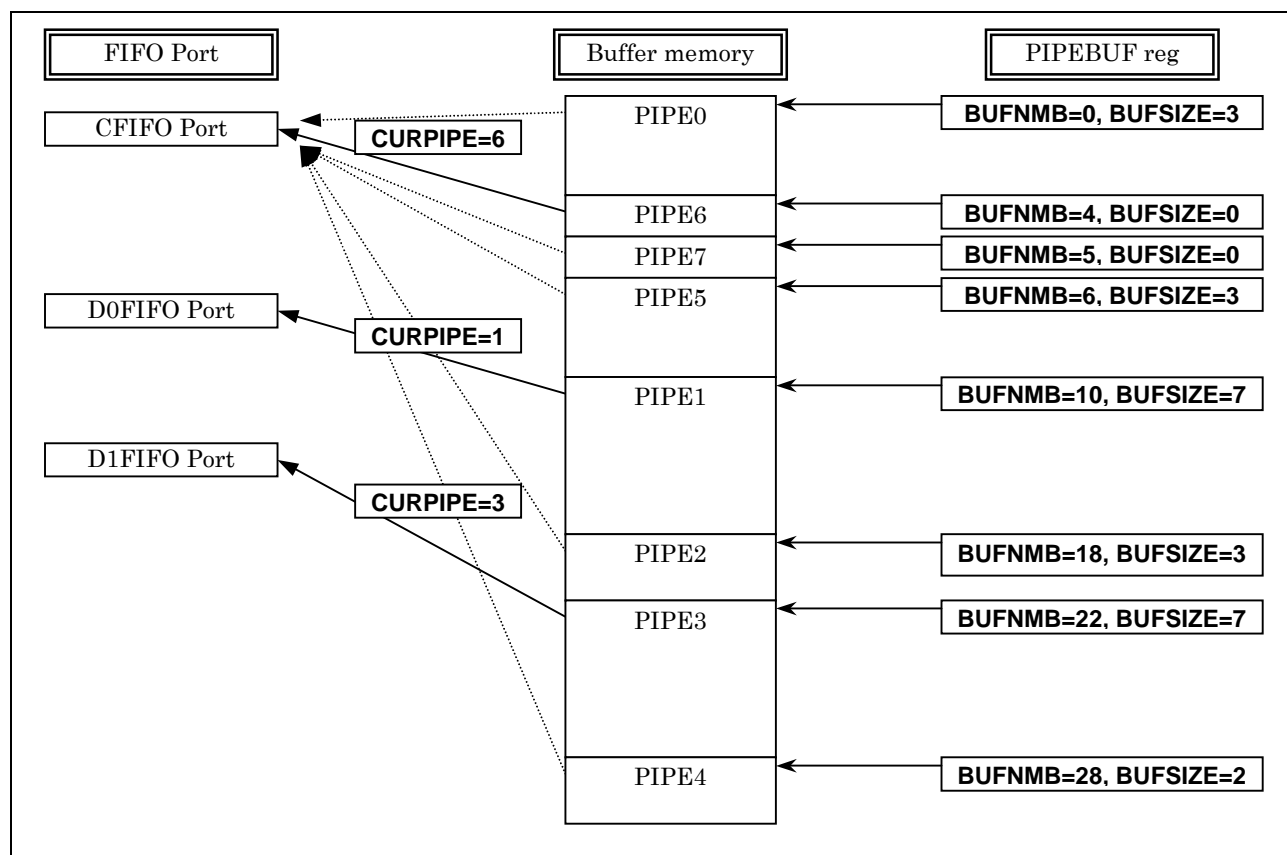 FIFO Port
Buffer memory
PIPEBUF reg
CFIFO Port
CURPIPE=6
PIPE0
BUFNMB=0, BUFSIZE=3
PIPE6
BUFNMB=4, BUFSIZE=0
PIPE7
BUFNMB=5, BUFSIZE=0
PIPE5
BUFNMB=6, BUFSIZE=3
D0FIFO Port
CURPIPE=1
PIPE1
BUFNMB=10, BUFSIZE=7
D1FIFO Port
CURPIPE=3
PIPE2
BUFNMB=18, BUFSIZE=3
PIPE3
BUFNMB=22, BUFSIZE=7
PIPE4
BUFNMB=28, BUFSIZE=2